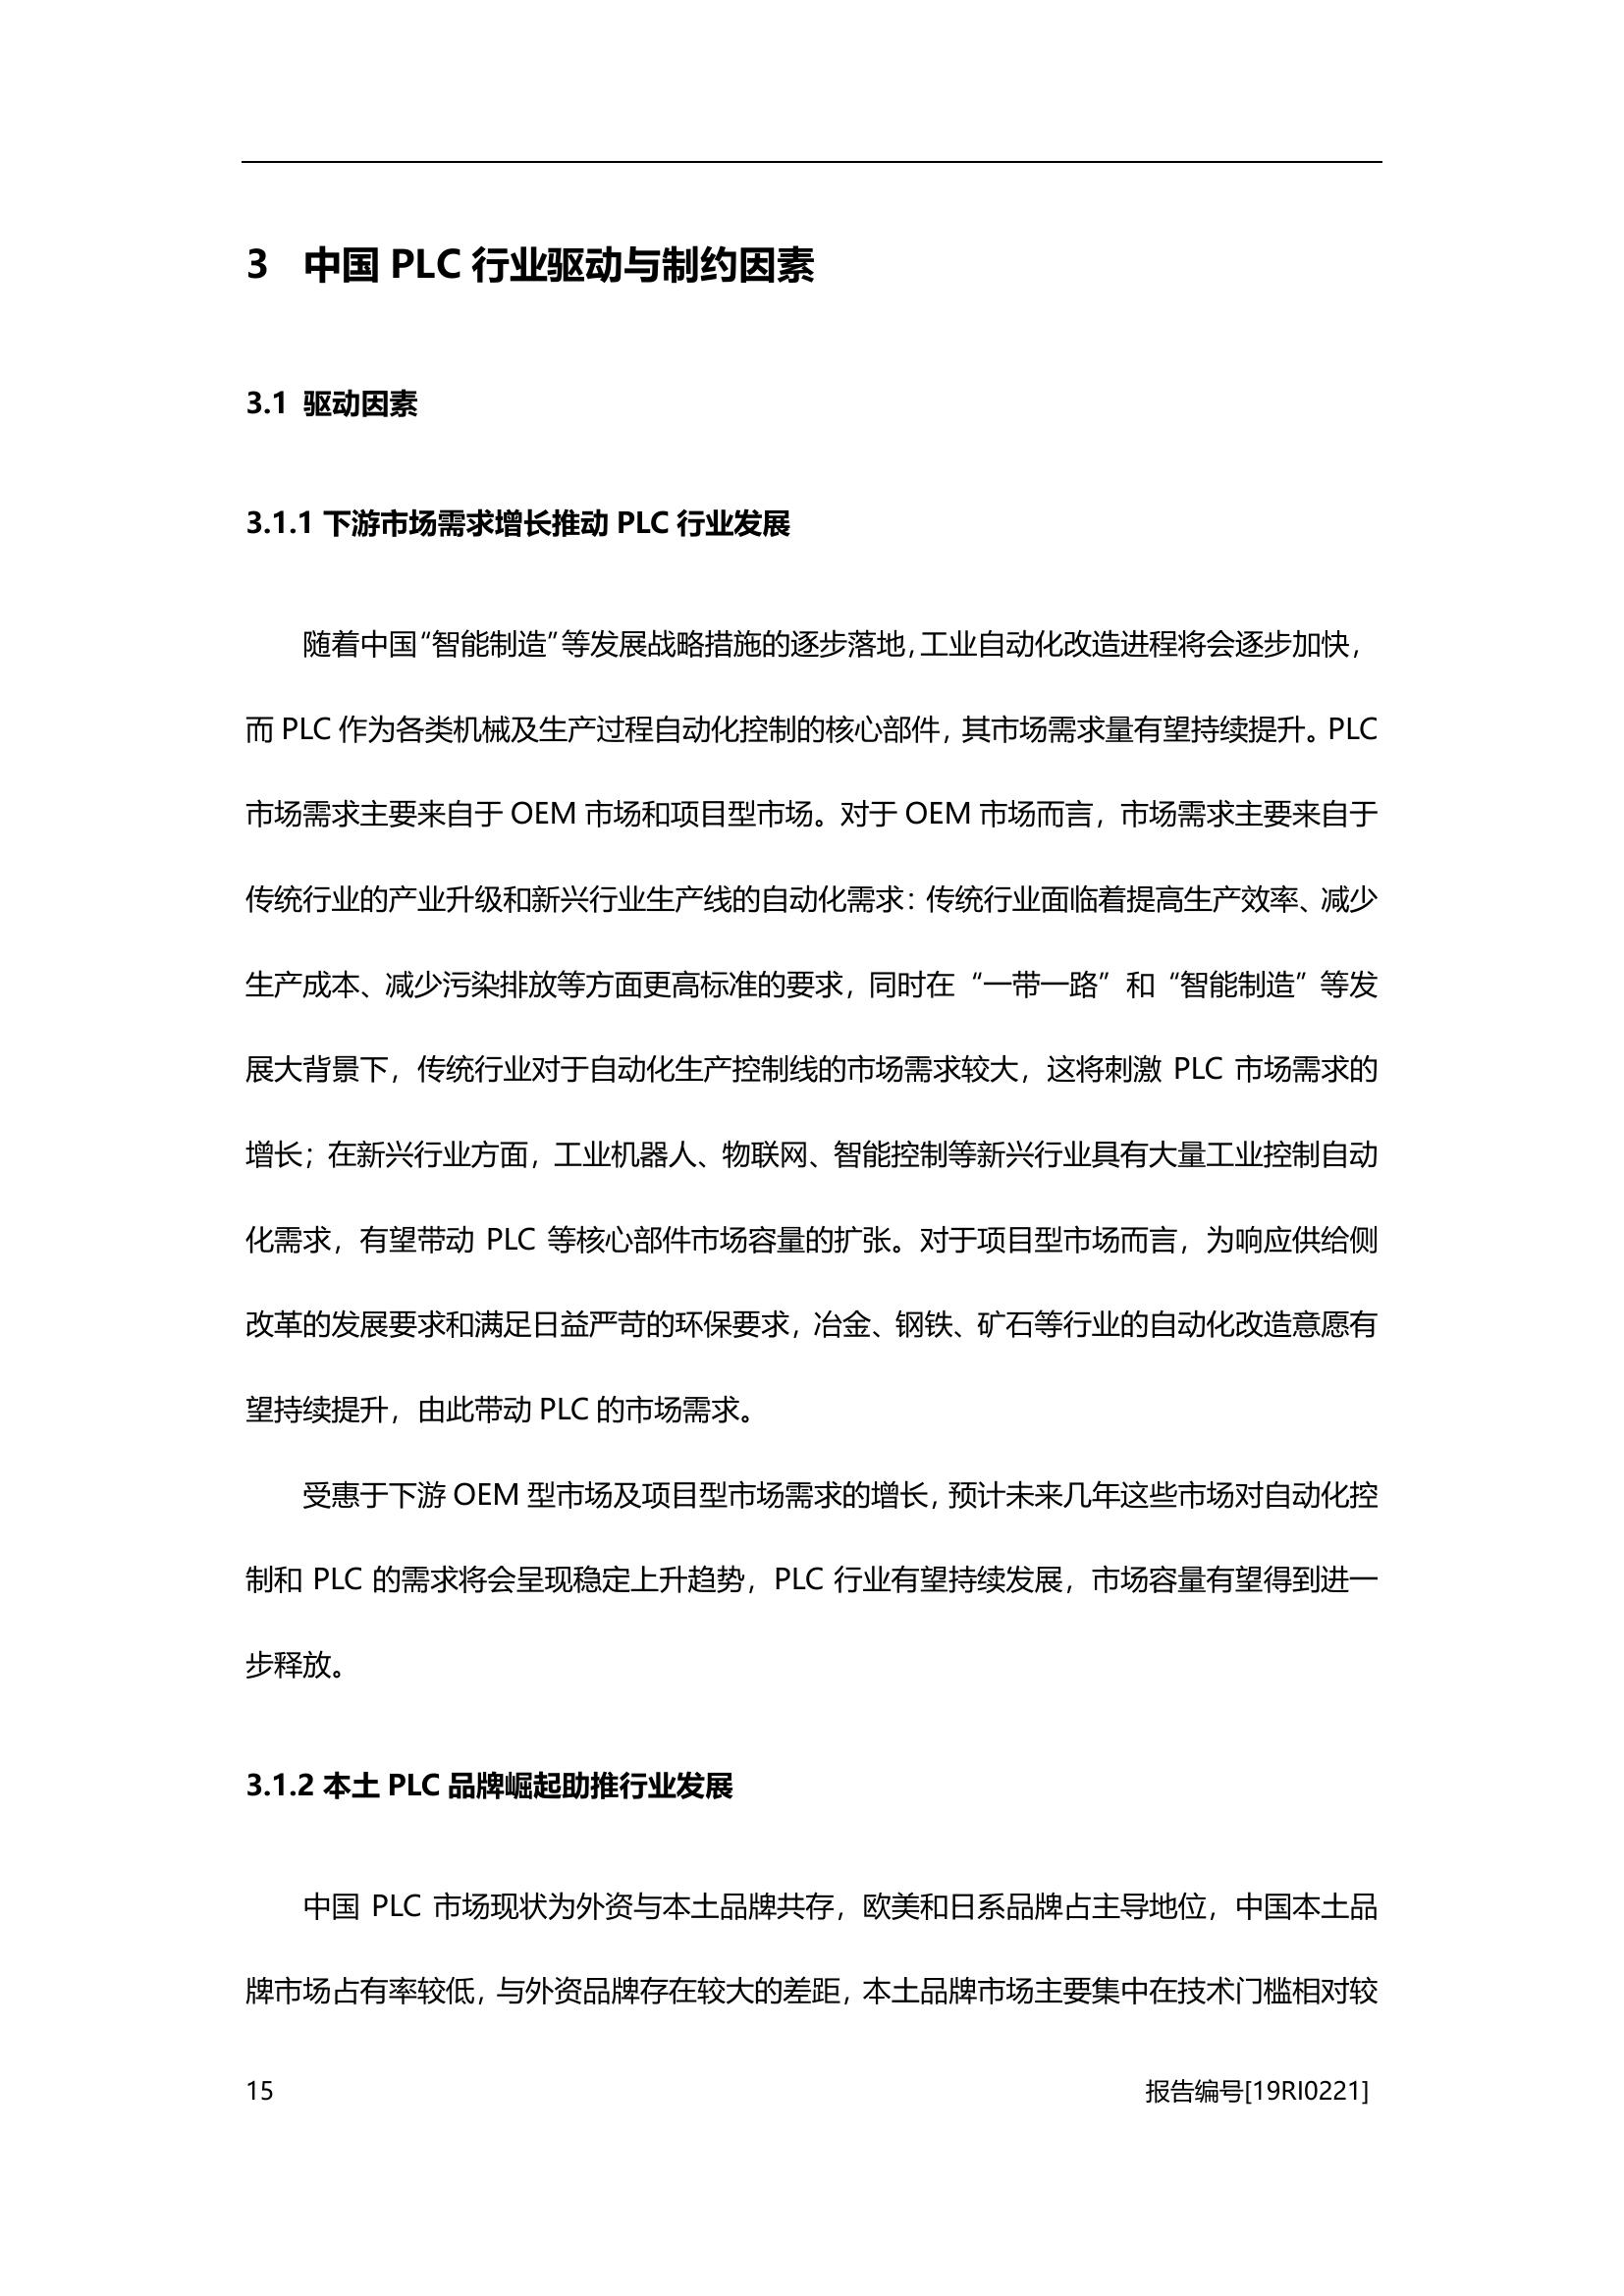 3 中国 PLC 行业驱动与制约因素
3.1 驱动因素
3.1.1 下游市场需求增长推动 PLC 行业发展
随着中国“智能制造”等发展战略措施的逐步落地，工业自动化改造进程将会逐步加快，
而 PLC 作为各类机械及生产过程自动化控制的核心部件，其市场需求量有望持续提升。PLC
市场需求主要来自于 OEM 市场和项目型市场。对于 OEM 市场而言，市场需求主要来自于
传统行业的产业升级和新兴行业生产线的自动化需求：传统行业面临着提高生产效率、减少
生产成本、减少污染排放等方面更高标准的要求，同时在“一带一路”和“智能制造”等发
展大背景下，传统行业对于自动化生产控制线的市场需求较大，这将刺激 PLC 市场需求的
增长；在新兴行业方面，工业机器人、物联网、智能控制等新兴行业具有大量工业控制自动
化需求，有望带动 PLC 等核心部件市场容量的扩张。对于项目型市场而言，为响应供给侧
改革的发展要求和满足日益严苛的环保要求，冶金、钢铁、矿石等行业的自动化改造意愿有
望持续提升，由此带动 PLC 的市场需求。
受惠于下游 OEM 型市场及项目型市场需求的增长，预计未来几年这些市场对自动化控
制和 PLC 的需求将会呈现稳定上升趋势，PLC 行业有望持续发展，市场容量有望得到进一
步释放。
3.1.2 本土 PLC 品牌崛起助推行业发展
中国 PLC 市场现状为外资与本土品牌共存，欧美和日系品牌占主导地位，中国本土品
牌市场占有率较低，与外资品牌存在较大的差距，本土品牌市场主要集中在技术门槛相对较
15 报告编号[19RI0221]